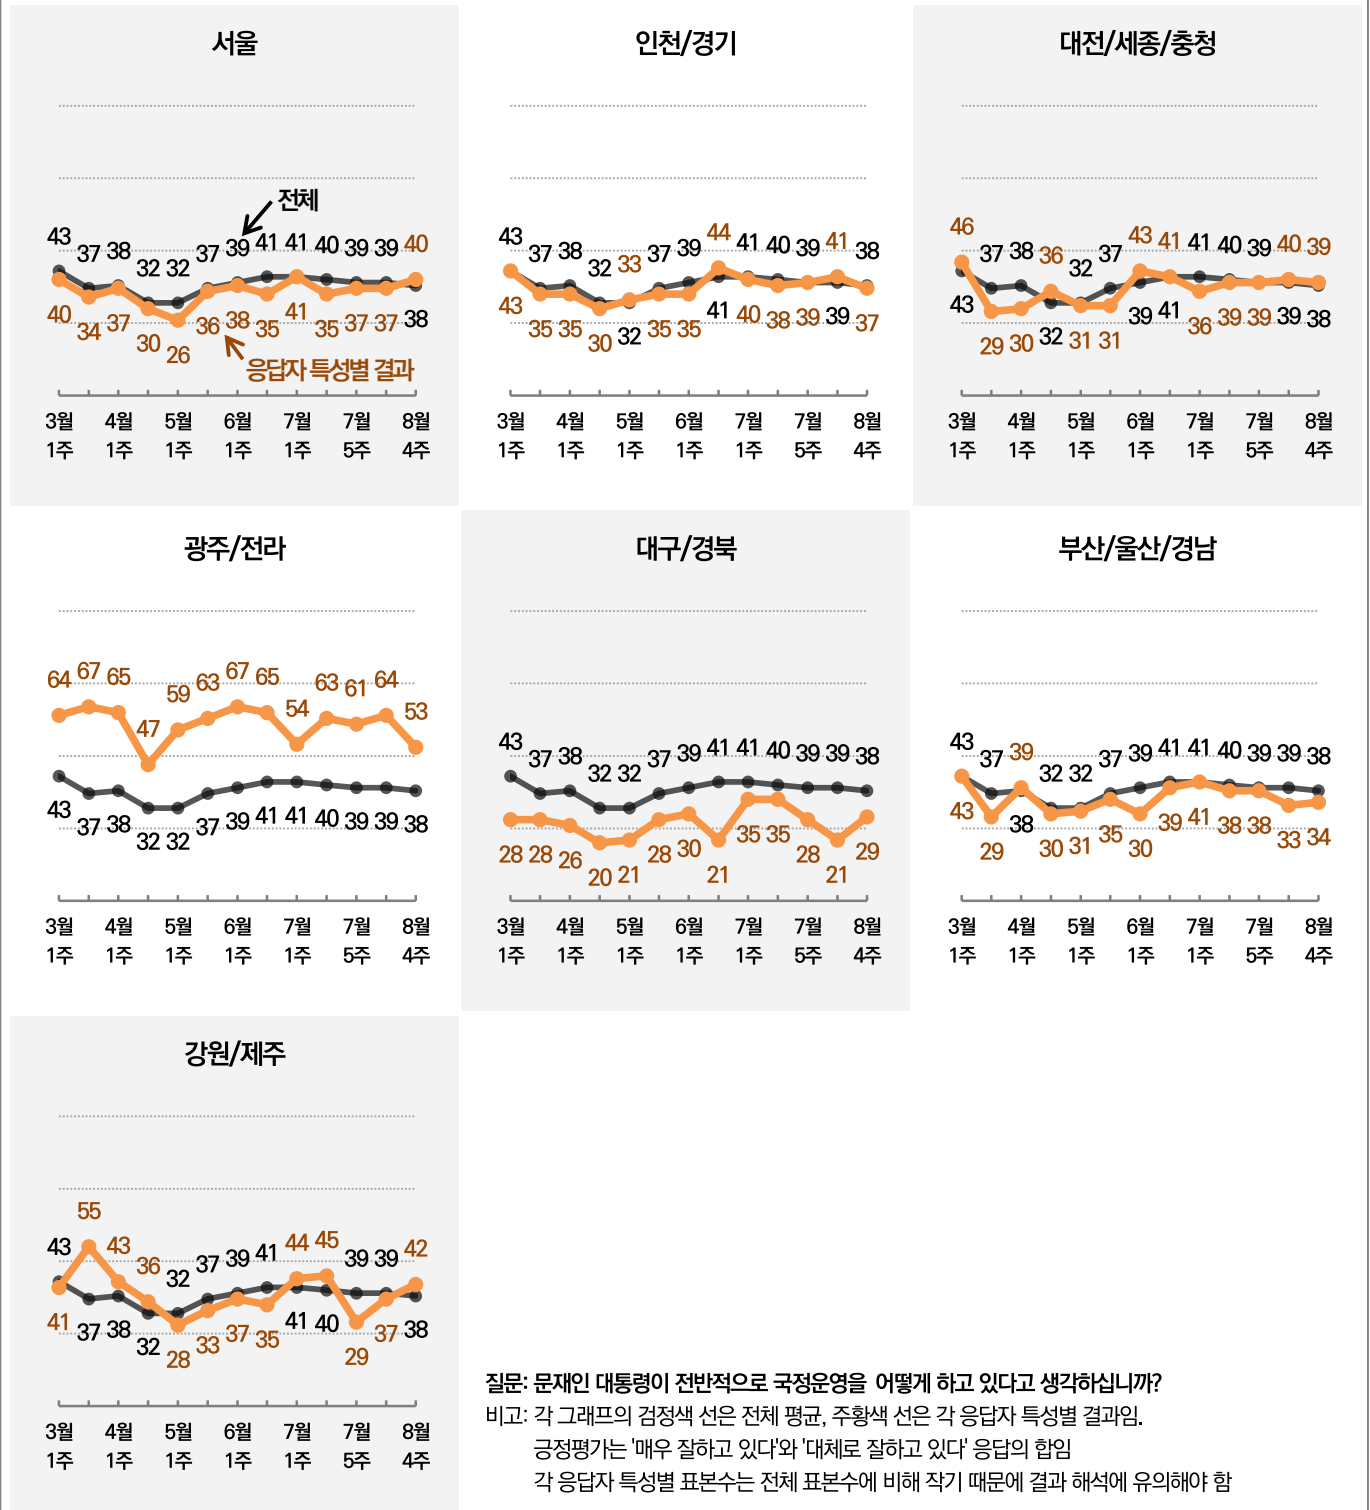 서울
전체
43 37 38 32 32 37 39 41 41 40 39 39 40
40 34 37 30 26 36 38 35 41 35 37 37 38
응답자 특성별 결과
3월 4월 5월 6월 7월 7월 8월
1주 1주 1주 1주 1주 5주 4주
인천/경기
43 37 38 32 33 37 39 44 41 40 39 41 38
43 35 35 30 32 35 35 41 40 38 39 39 37
3월 4월 5월 6월 7월 7월 8월
1주 1주 1주 1주 1주 5주 4주
대전/세종/충청
46 37 38 36 32 37 43 41 41 40 39 40 39
43 29 30 32 31 31 39 41 36 39 39 39 38
3월 4월 5월 6월 7월 7월 8월
1주 1주 1주 1주 1주 5주 4주
광주/전라
64 67 65 47 59 63 67 65 54 63 61 64 53
43 37 38 32 32 37 39 41 41 40 39 39 38
3월 4월 5월 6월 7월 7월 8월
1주 1주 1주 1주 1주 5주 4주
대구/경북
43 37 38 32 32 37 39 41 41 40 39 39 38
28 28 26 20 21 28 30 21 35 35 28 21 29
3월 4월 5월 6월 7월 7월 8월
1주 1주 1주 1주 1주 5주 4주
부산/울산/경남
43 37 39 32 32 37 39 41 41 40 39 39 38
43 29 38 30 31 35 30 39 41 38 38 33 34
3월 4월 5월 6월 7월 7월 8월
1주 1주 1주 1주 1주 5주 4주
강원/제주
43 55 43 36 32 37 39 41 44 45 39 39 42
41 37 38 32 28 33 37 35 41 40 29 37 38
3월 4월 5월 6월 7월 7월 8월
1주 1주 1주 1주 1주 5주 4주
질문: 문재인 대통령이 전반적으로 국정운영을 어떻게 하고 있다고 생각하십니까?
비고: 각 그래프의 검정색 선은 전체 평균, 주황색 선은 각 응답자 특성별 결과임.
긍정평가는 '매우 잘하고 있다'와 '대체로 잘하고 있다' 응답의 합임
각 응답자 특성별 표본수는 전체 표본수에 비해 작기 때문에 결과 해석에 유의해야 함